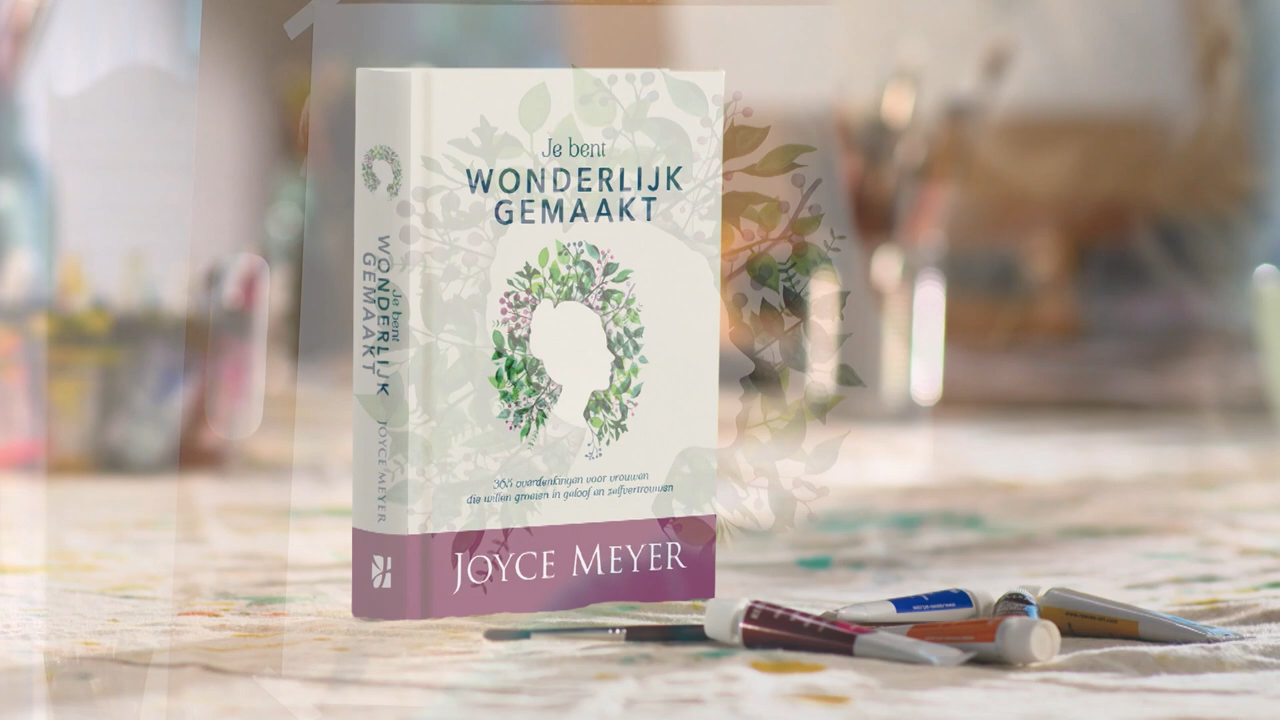 Je bent
WONDERLIJK
GEMAAKT
365 overdenkingen voor vrouwen
die willen groeien in geloof en zelfvertrouwen
JOYCE MEYER
Je bent
WONDERLIJK
GEMAAKT
JOYCE MEYER